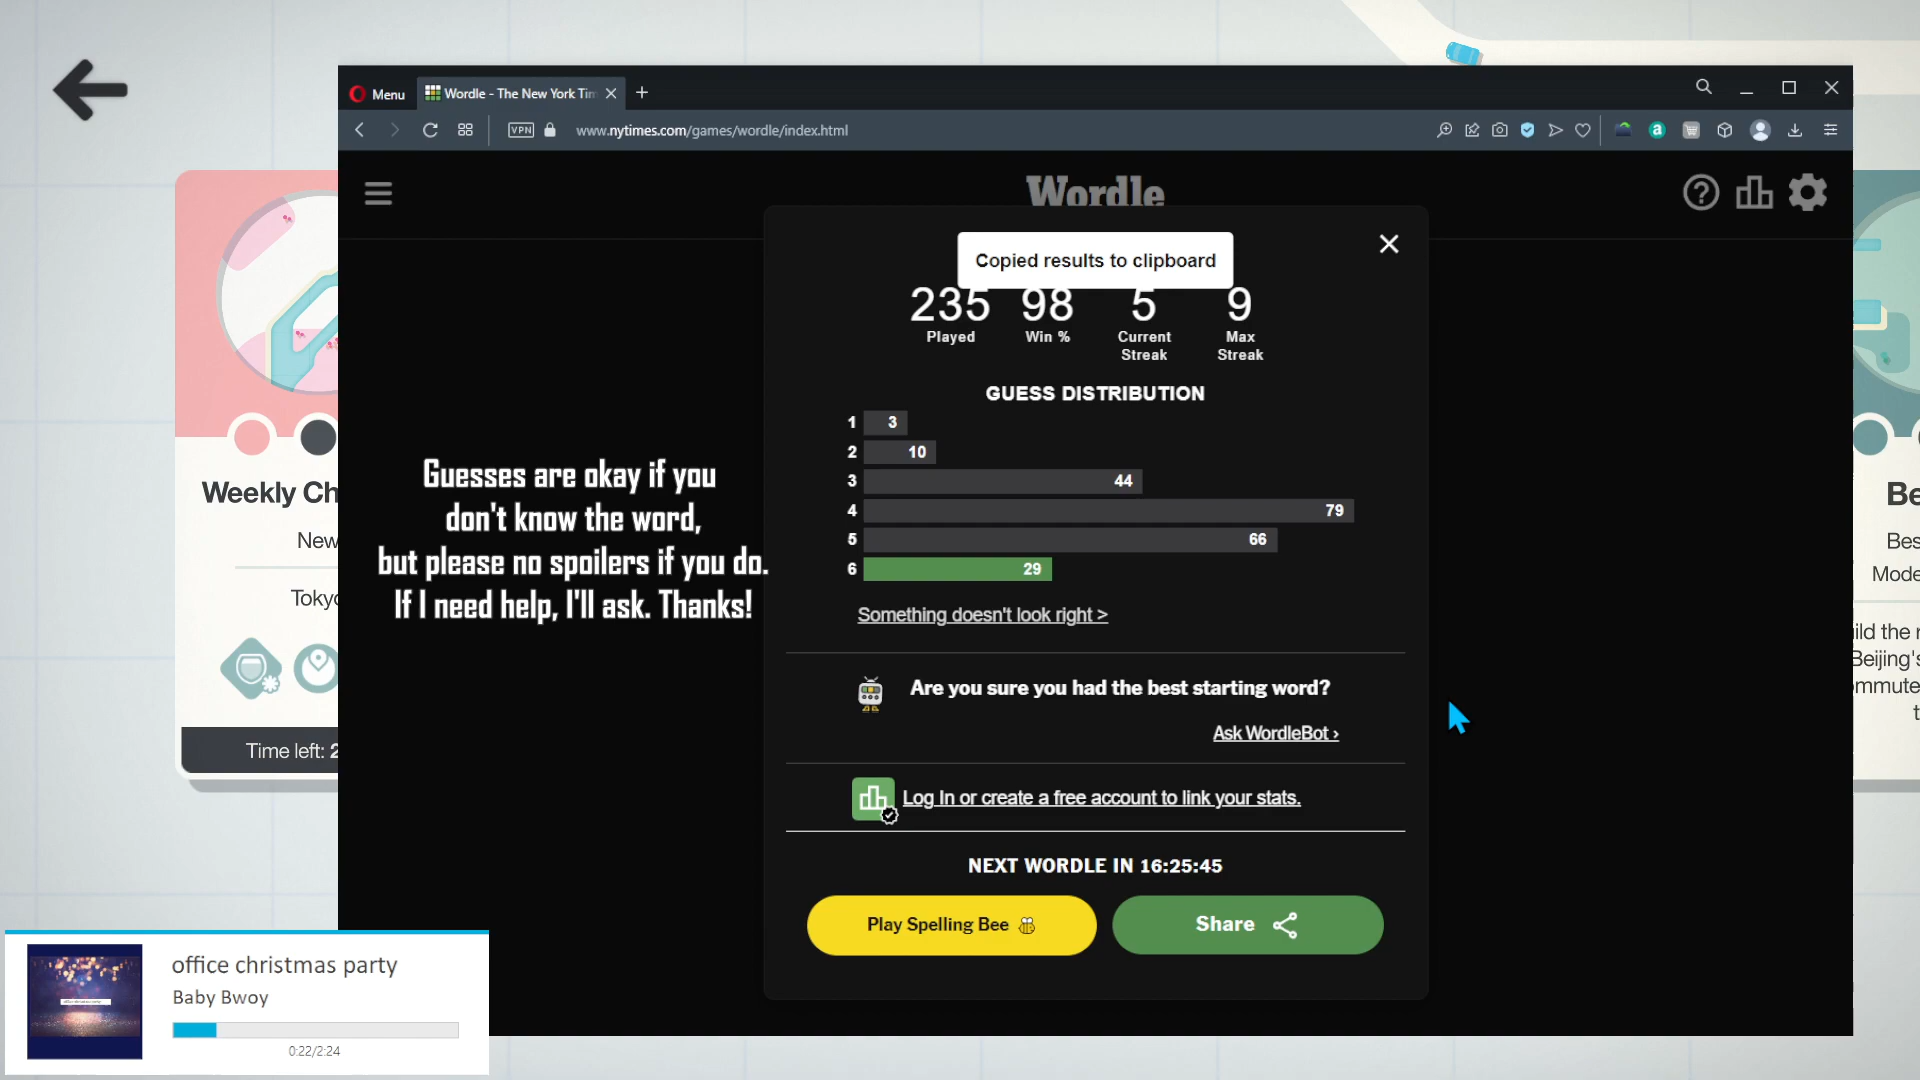 Menu
Wordle - The New York Tim
VPN
www.nytimes.com/games/wordle/index.html
Wordle
Copied results to clipboard
235 98 5 9
Played Win % Current Streak Max Streak
GUESS DISTRIBUTION
1 3
2 10
3 44
4 79
5 66
6 29
Something doesn't look right >
Are you sure you had the best starting word?
Ask WordleBot ›
Log In or create a free account to link your stats.
NEXT WORDLE IN 16:25:45
Play Spelling Bee
Share
Guesses are okay if you
don't know the word,
but please no spoilers if you do.
If I need help, I'll ask. Thanks!
Weekly Ch
New
Tokyo
Time left: 2
Be
Bes
Mode
ild the r
Beijing's
mmute
t
office christmas party
Baby Bwoy
0:22/2:24